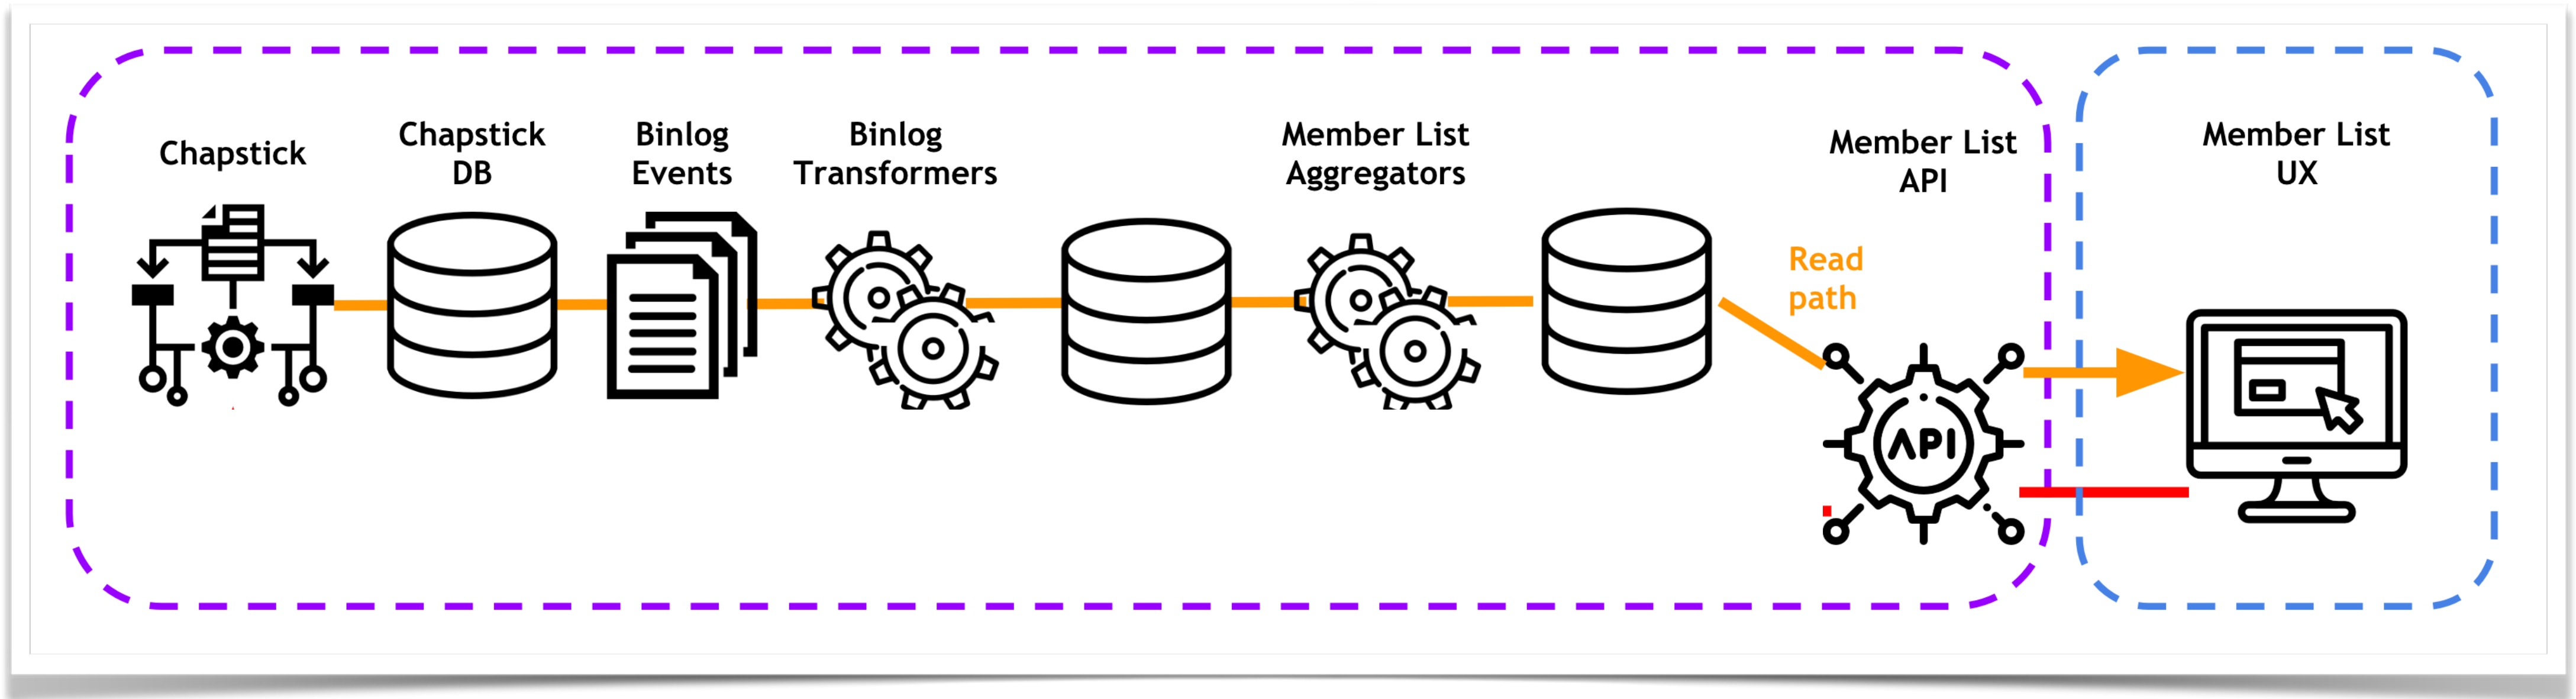 Chapstick
Chapstick
DB
Binlog
Events
Binlog
Transformers
Member List
Aggregators
Member List
API
Member List
UX
Read
path
API